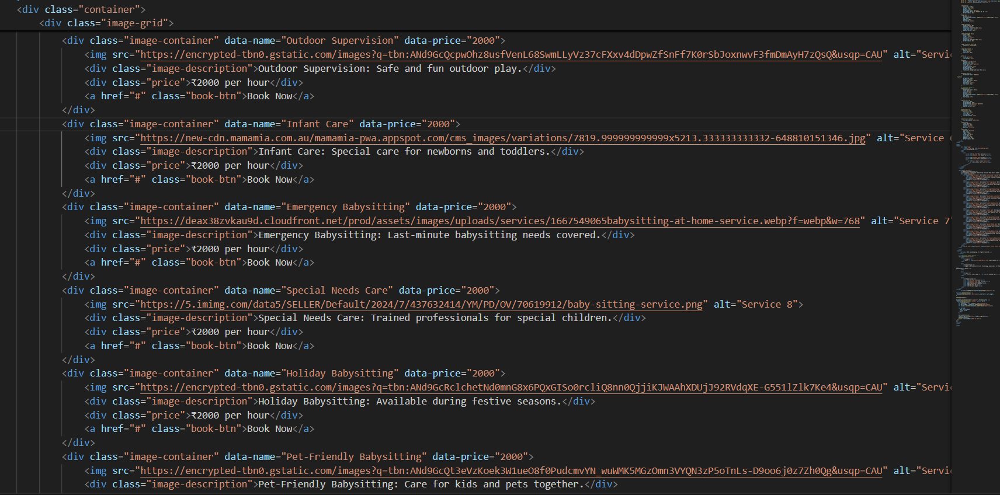 <div class="container">
<div class="image-grid">
<div class="image-container" data-name="Outdoor Supervision" data-price="2000">
<img src="https://encrypted-tbn0.gstatic.com/images?q=tbn:ANd9GcQcpwOhz8usfVenL68SwmLLyVz37cFXxv4dDpwZfSnFf7K0rSbJoxnwvF3fmDmAyH7zQsQ&usqp=CAU" alt="Servic
<div class="image-description">Outdoor Supervision: Safe and fun outdoor play.</div>
<div class="price">₹2000 per hour</div>
<a href="#" class="book-btn">Book Now</a>
</div>
<div class="image-container" data-name="Infant Care" data-price="2000">
<img src="https://new-cdn.mamamia.com.au/mamamia-pwa.appspot.com/cms_images/variations/7819.999999999999x5213.333333333332-648810151346.jpg" alt="Service
<div class="image-description">Infant Care: Special care for newborns and toddlers.</div>
<div class="price">₹2000 per hour</div>
<a href="#" class="book-btn">Book Now</a>
</div>
<div class="image-container" data-name="Emergency Babysitting" data-price="2000">
<img src="https://deax38zvkau9d.cloudfront.net/prod/assets/images/uploads/services/1667549065babysitting-at-home-service.webp?f=webp&w=768" alt="Service 7"
<div class="image-description">Emergency Babysitting: Last-minute babysitting needs covered.</div>
<div class="price">₹2000 per hour</div>
<a href="#" class="book-btn">Book Now</a>
</div>
<div class="image-container" data-name="Special Needs Care" data-price="2000">
<img src="https://5.imimg.com/data5/SELLER/Default/2024/7/437632414/YM/PD/OV/70619912/baby-sitting-service.png" alt="Service 8">
<div class="image-description">Special Needs Care: Trained professionals for special children.</div>
<div class="price">₹2000 per hour</div>
<a href="#" class="book-btn">Book Now</a>
</div>
<div class="image-container" data-name="Holiday Babysitting" data-price="2000">
<img src="https://encrypted-tbn0.gstatic.com/images?q=tbn:ANd9GcRclchetNd0mnG8x6PQxGISo0rcliQ8nn0QjjiKJWAAhXDUjJ92RVdqXE-G551lZlk7Ke4&usqp=CAU" alt="Servic
<div class="image-description">Holiday Babysitting: Available during festive seasons.</div>
<div class="price">₹2000 per hour</div>
<a href="#" class="book-btn">Book Now</a>
</div>
<div class="image-container" data-name="Pet-Friendly Babysitting" data-price="2000">
<img src="https://encrypted-tbn0.gstatic.com/images?q=tbn:ANd9GcQt3eVzKoek3W1ueO8f0PudcmvYN_wuWMK5MGzOmn3VYQN3zP5oTnLs-D9oo6j0z7Zh0Qg&usqp=CAU" alt="Servic
<div class="image-description">Pet-Friendly Babysitting: Care for kids and pets together.</div>